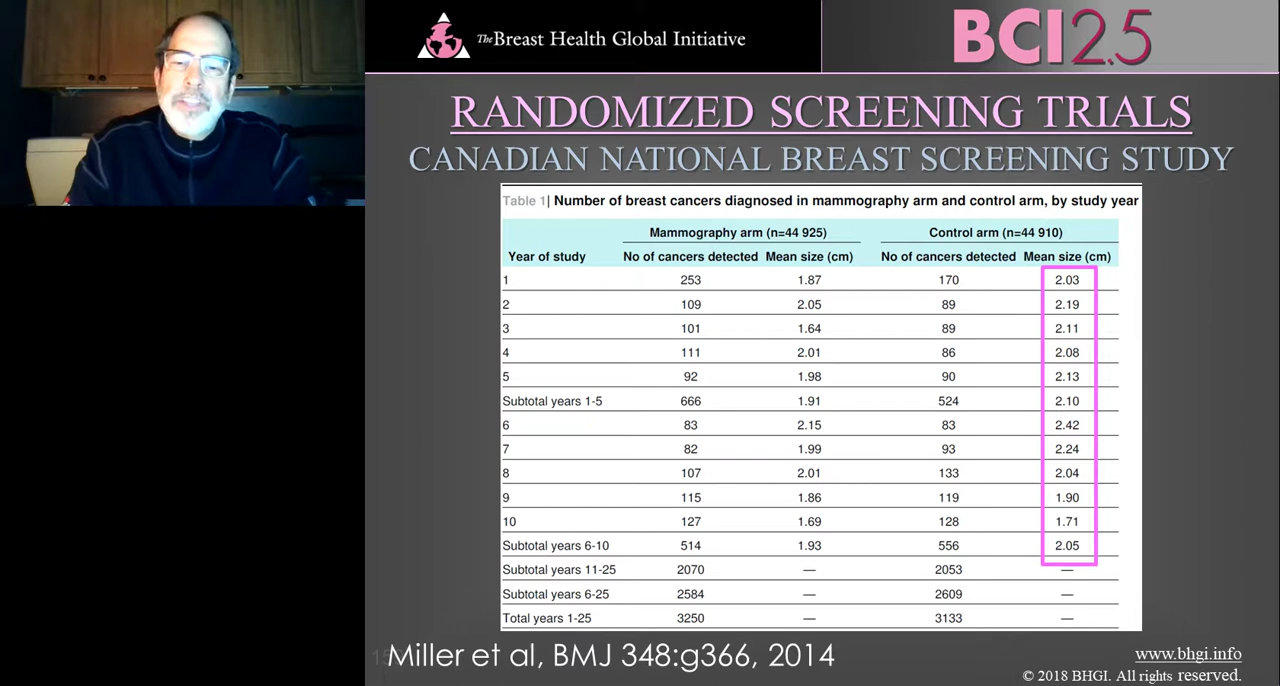 The Breast Health Global Initiative
BCI2.5
RANDOMIZED SCREENING TRIALS
CANADIAN NATIONAL BREAST SCREENING STUDY
Table 1| Number of breast cancers diagnosed in mammography arm and control arm, by study year
Mammography arm (n=44 925) Control arm (n=44 910)
Year of study No of cancers detected Mean size (cm) No of cancers detected Mean size (cm)
1 253 1.87 170 2.03
2 109 2.05 89 2.19
3 101 1.64 89 2.11
4 111 2.01 86 2.08
5 92 1.98 90 2.13
Subtotal years 1-5 666 1.91 524 2.10
6 83 2.15 83 2.42
7 82 1.99 93 2.24
8 107 2.01 133 2.04
9 115 1.86 119 1.90
10 127 1.69 128 1.71
Subtotal years 6-10 514 1.93 556 2.05
Subtotal years 11-25 2070 — 2053 —
Subtotal years 6-25 2584 — 2609 —
Total years 1-25 3250 — 3133 —
Miller et al, BMJ 348:g366, 2014
www.bhgi.info
© 2018 BHGI. All rights reserved.